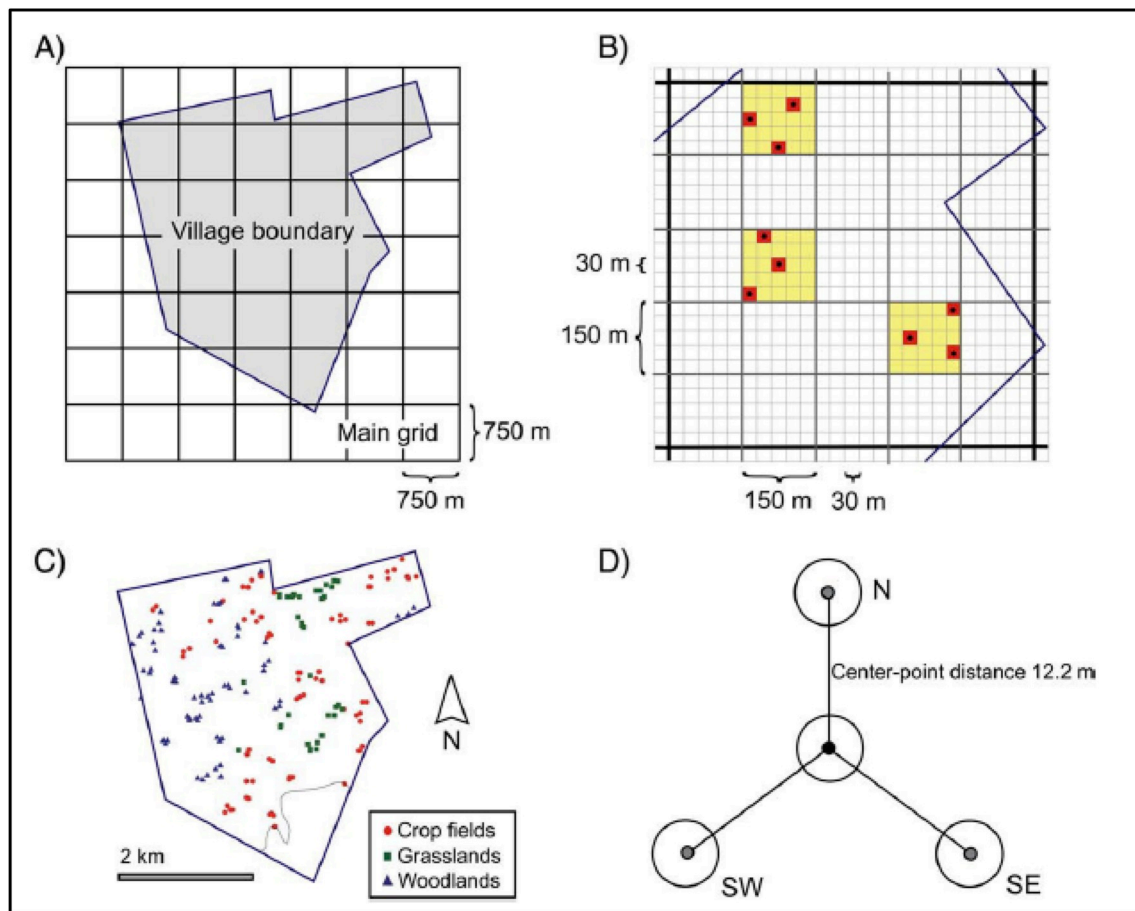 A)
Village boundary
Main grid
750 m
750 m
B)
30 m
150 m
150 m
30 m
C)
N
2 km
Crop fields
Grasslands
Woodlands
D)
N
Center-point distance 12.2 m
SW
SE